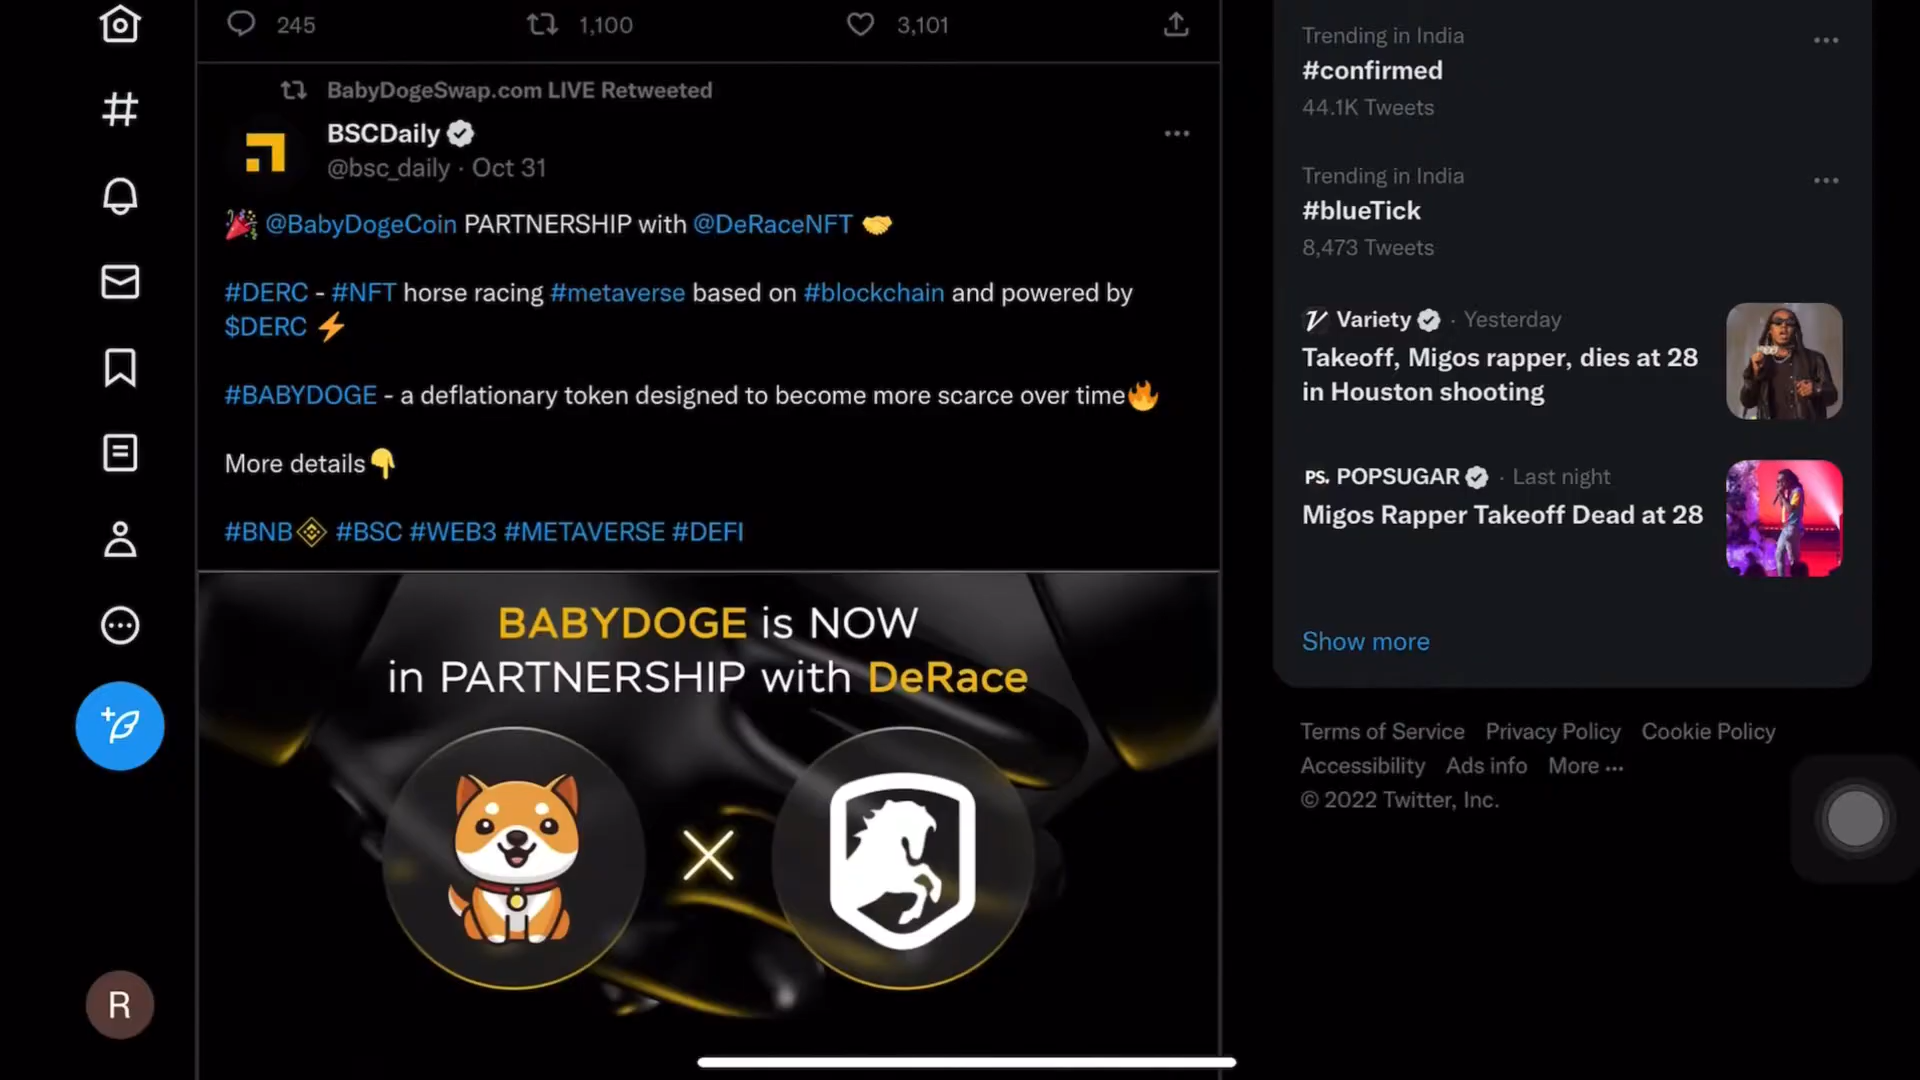 245 1,100 3,101
BabyDogeSwap.com LIVE Retweeted
BSCDaily
@bsc_daily · Oct 31
@BabyDogeCoin PARTNERSHIP with @DeRaceNFT
#DERC - #NFT horse racing #metaverse based on #blockchain and powered by
$DERC
#BABYDOGE - a deflationary token designed to become more scarce over time
More details
#BNB #BSC #WEB3 #METAVERSE #DEFI
BABYDOGE is NOW
in PARTNERSHIP with DeRace
R
Trending in India
#confirmed
44.1K Tweets
Trending in India
#blueTick
8,473 Tweets
Variety · Yesterday
Takeoff, Migos rapper, dies at 28
in Houston shooting
PS. POPSUGAR · Last night
Migos Rapper Takeoff Dead at 28
Show more
Terms of Service Privacy Policy Cookie Policy
Accessibility Ads info More ···
© 2022 Twitter, Inc.